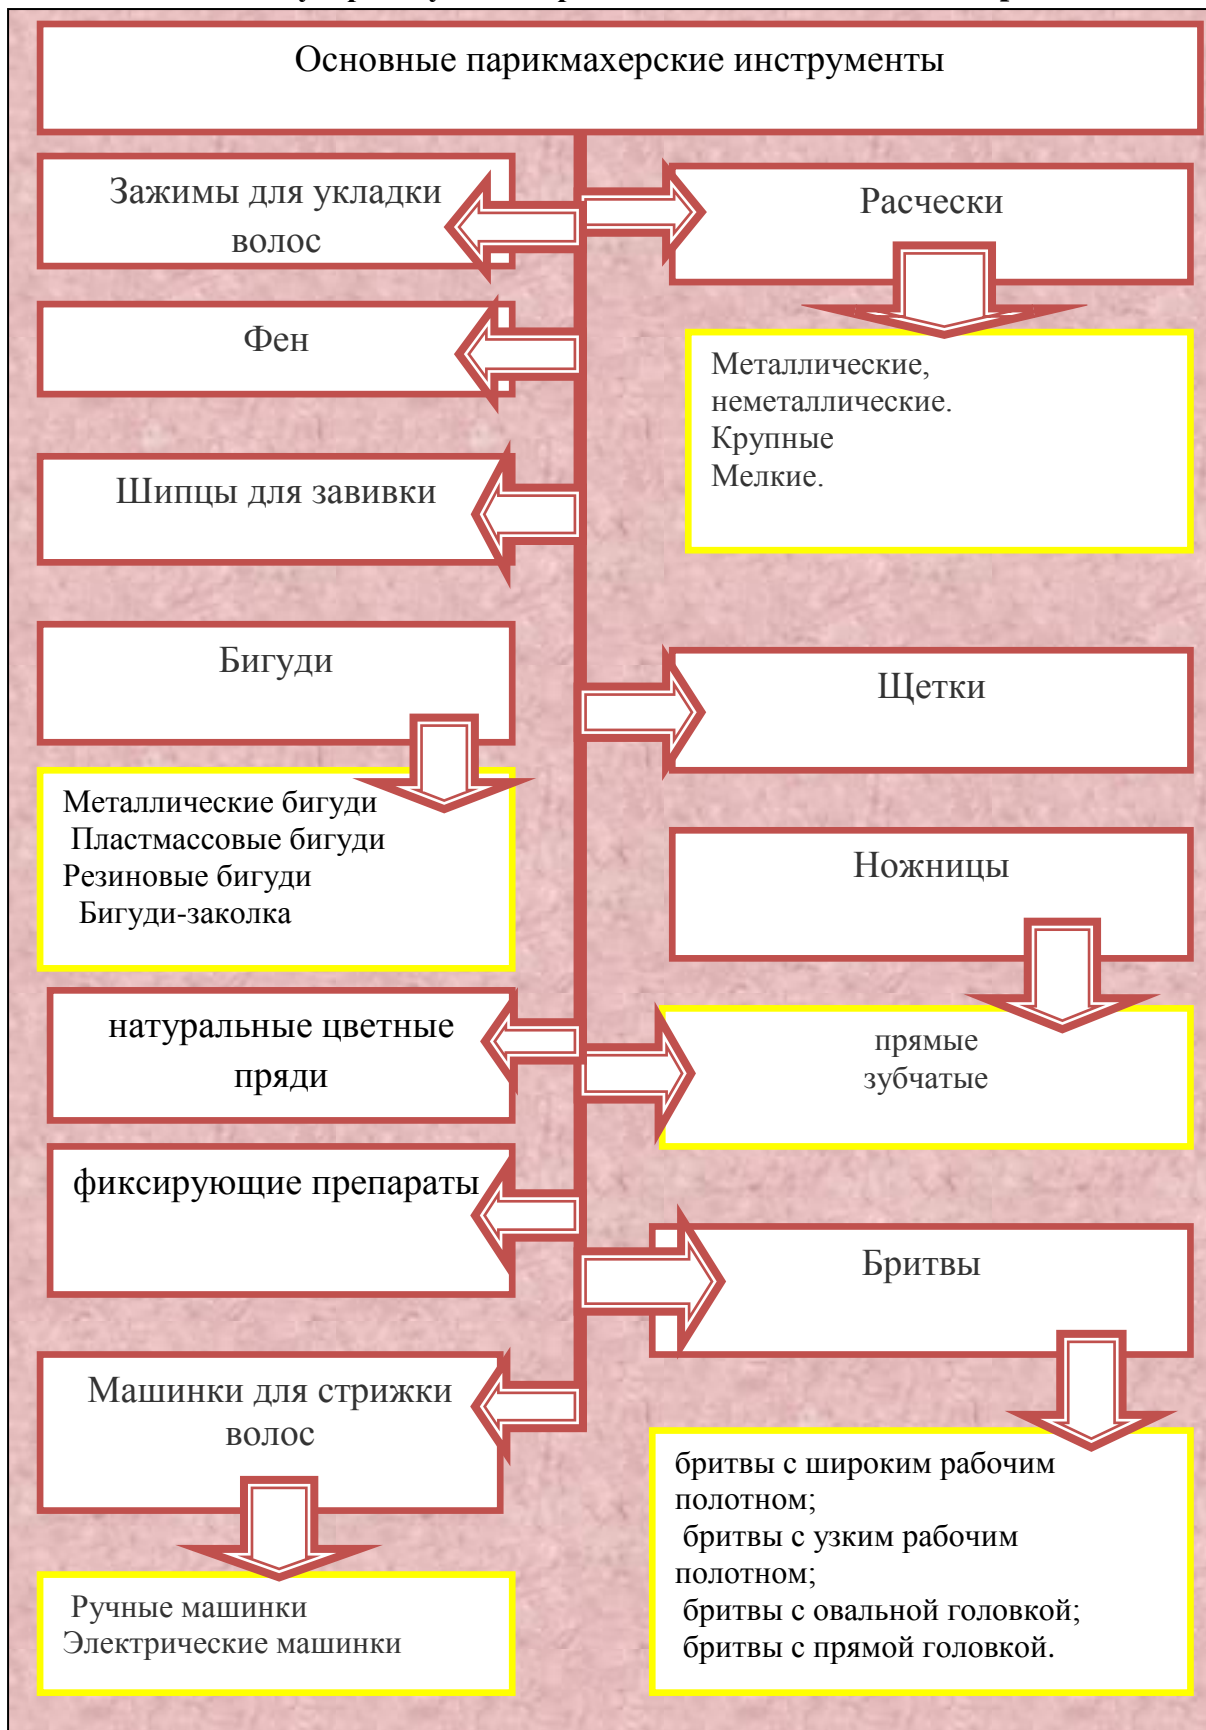 Основные парикмахерские инструменты
Зажимы для укладки
волос
Расчески
Фен
Металлические,
неметаллические.
Крупные
Мелкие.
Шипцы для завивки
Бигуди
Щетки
Металлические бигуди
Пластмассовые бигуди
Резиновые бигуди
Бигуди-заколка
Ножницы
натуральные цветные
пряди
прямые
зубчатые
фиксирующие препараты
Бритвы
Машинки для стрижки
волос
бритвы с широким рабочим
полотном;
бритвы с узким рабочим
полотном;
бритвы с овальной головкой;
бритвы с прямой головкой.
Ручные машинки
Электрические машинки